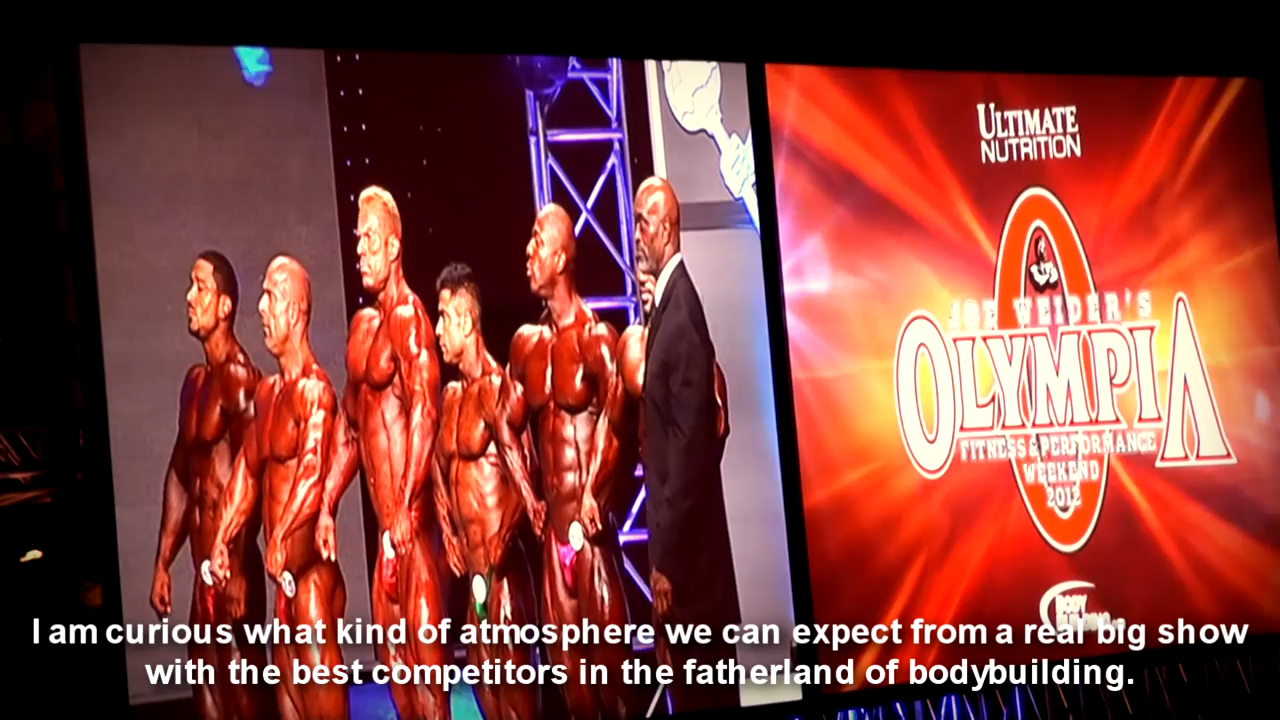 ULTIMATE
NUTRITION
JOE WEIDER'S
OLYMPIA
FITNESS & PERFORMANCE
WEEKEND
2012
BODY
I am curious what kind of atmosphere we can expect from a real big show
with the best competitors in the fatherland of bodybuilding.